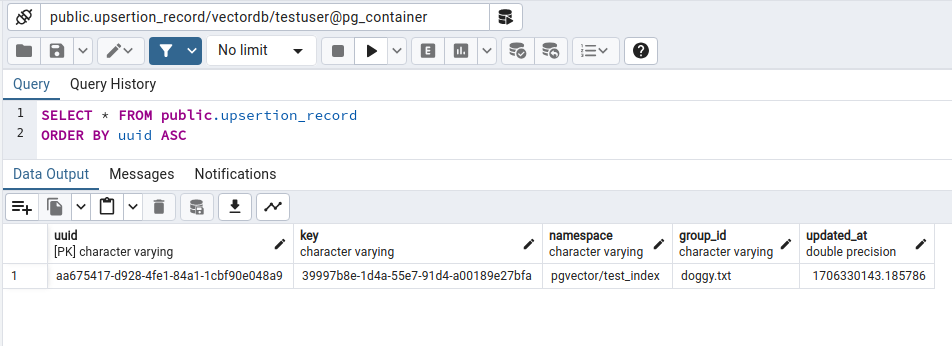 public.upsertion_record/vectordb/testuser@pg_container
No limit
E
?
Query Query History
1 SELECT * FROM public.upsertion_record
2 ORDER BY uuid ASC
Data Output Messages Notifications
uuid key namespace group_id updated_at
[PK] character varying character varying character varying character varying double precision
1 aa675417-d928-4fe1-84a1-1cbf90e048a9 39997b8e-1d4a-55e7-91d4-a00189e27bfa pgvector/test_index doggy.txt 1706330143.185786